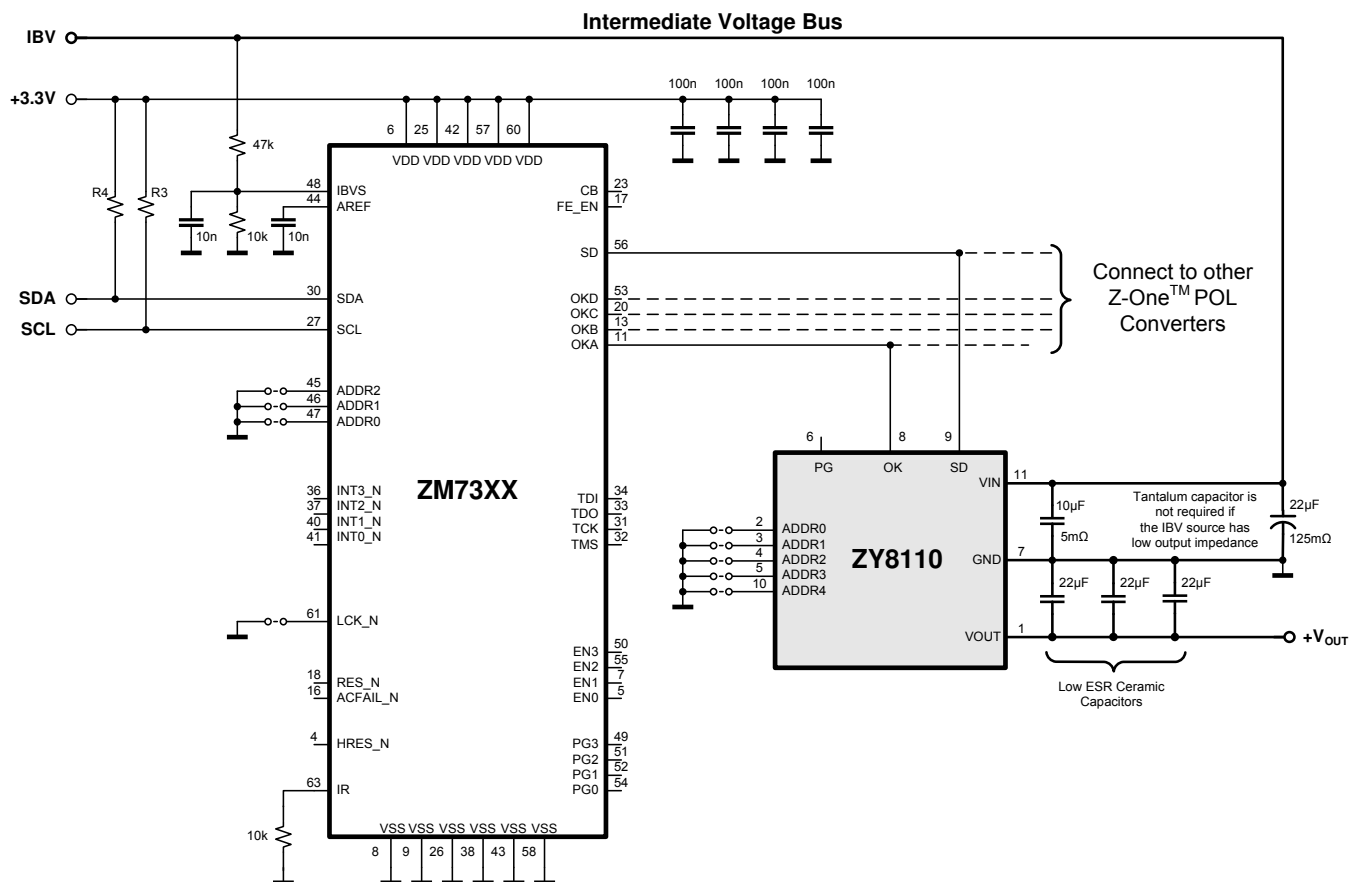 Intermediate Voltage Bus
IBV
+3.3V
100n 100n 100n 100n
6 25 42 57 60
VDD VDD VDD VDD VDD
47k
R4 R3
48 IBVS
44 AREF
10n 10k 10n
CB 23
FE_EN 17
SD 56
SDA 30 SDA
SCL 27 SCL
OKD 53
OKC 20
OKB 13
OKA 11
Connect to other
Z-One™ POL
Converters
45 ADDR2
46 ADDR1
47 ADDR0
ZM73XX
36 INT3_N
37 INT2_N
40 INT1_N
41 INT0_N
TDI 34
TDO 33
TCK 31
TMS 32
61 LCK_N
EN3 50
EN2 55
EN1 7
EN0 5
18 RES_N
16 ACFAIL_N
4 HRES_N
PG3 49
PG2 51
PG1 52
PG0 54
63 IR
10k
VSS VSS VSS VSS VSS VSS
8 9 26 38 43 58
6 8 9
PG OK SD
VIN 11
2 ADDR0
3 ADDR1
4 ADDR2
5 ADDR3
10 ADDR4
ZY8110
GND 7
VOUT 1
10µF
5mΩ
Tantalum capacitor is
not required if
the IBV source has
low output impedance
22µF
125mΩ
22µF 22µF 22µF
+VOUT
Low ESR Ceramic
Capacitors